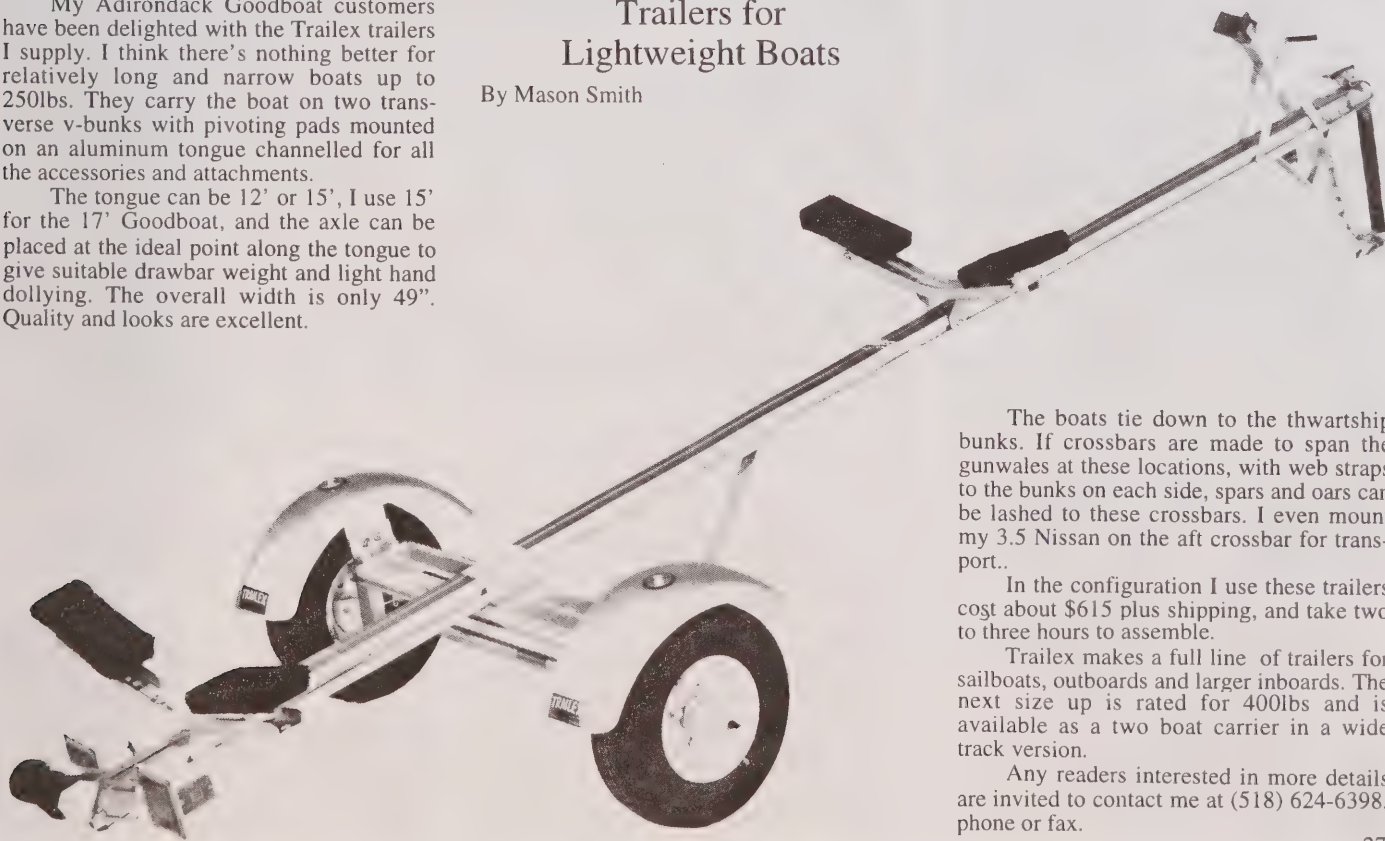 Trailers for
Lightweight Boats
By Mason Smith
My Adirondack Goodboat customers
have been delighted with the Trailex trailers
I supply. I think there's nothing better for
relatively long and narrow boats up to
250lbs. They carry the boat on two trans-
verse v-bunks with pivoting pads mounted
on an aluminum tongue channelled for all
the accessories and attachments.
The tongue can be 12' or 15', I use 15'
for the 17' Goodboat, and the axle can be
placed at the ideal point along the tongue to
give suitable drawbar weight and light hand
dollying. The overall width is only 49".
Quality and looks are excellent.
TRAILEX
TRAILEX
The boats tie down to the thwartship
bunks. If crossbars are made to span the
gunwales at these locations, with web straps
to the bunks on each side, spars and oars can
be lashed to these crossbars. I even mount
my 3.5 Nissan on the aft crossbar for trans-
port..
In the configuration I use these trailers
cost about $615 plus shipping, and take two
to three hours to assemble.
Trailex makes a full line of trailers for
sailboats, outboards and larger inboards. The
next size up is rated for 400lbs and is
available as a two boat carrier in a wide
track version.
Any readers interested in more details
are invited to contact me at (518) 624-6398,
phone or fax.